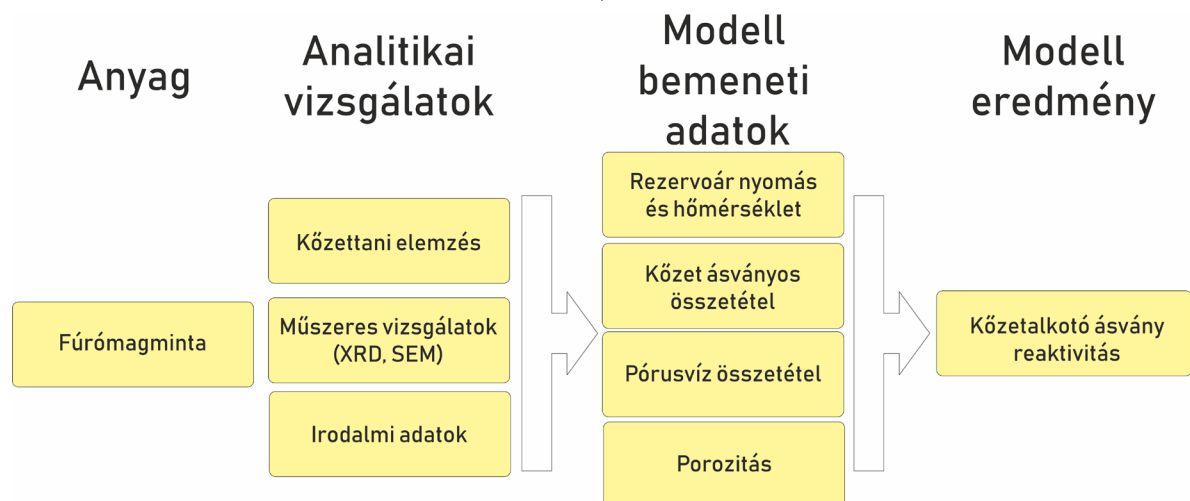 Anyag
Analitikai
vizsgálatok
Modell
bemeneti
adatok
Modell
eredmény
Fúrómagminta
Kőzettani elemzés
Műszeres vizsgálatok
(XRD, SEM)
Irodalmi adatok
Rezervoár nyomás
és hőmérséklet
Kőzet ásványos
összetétel
Pórusvíz összetétel
Porozitás
Kőzetalkotó ásvány
reaktivitás